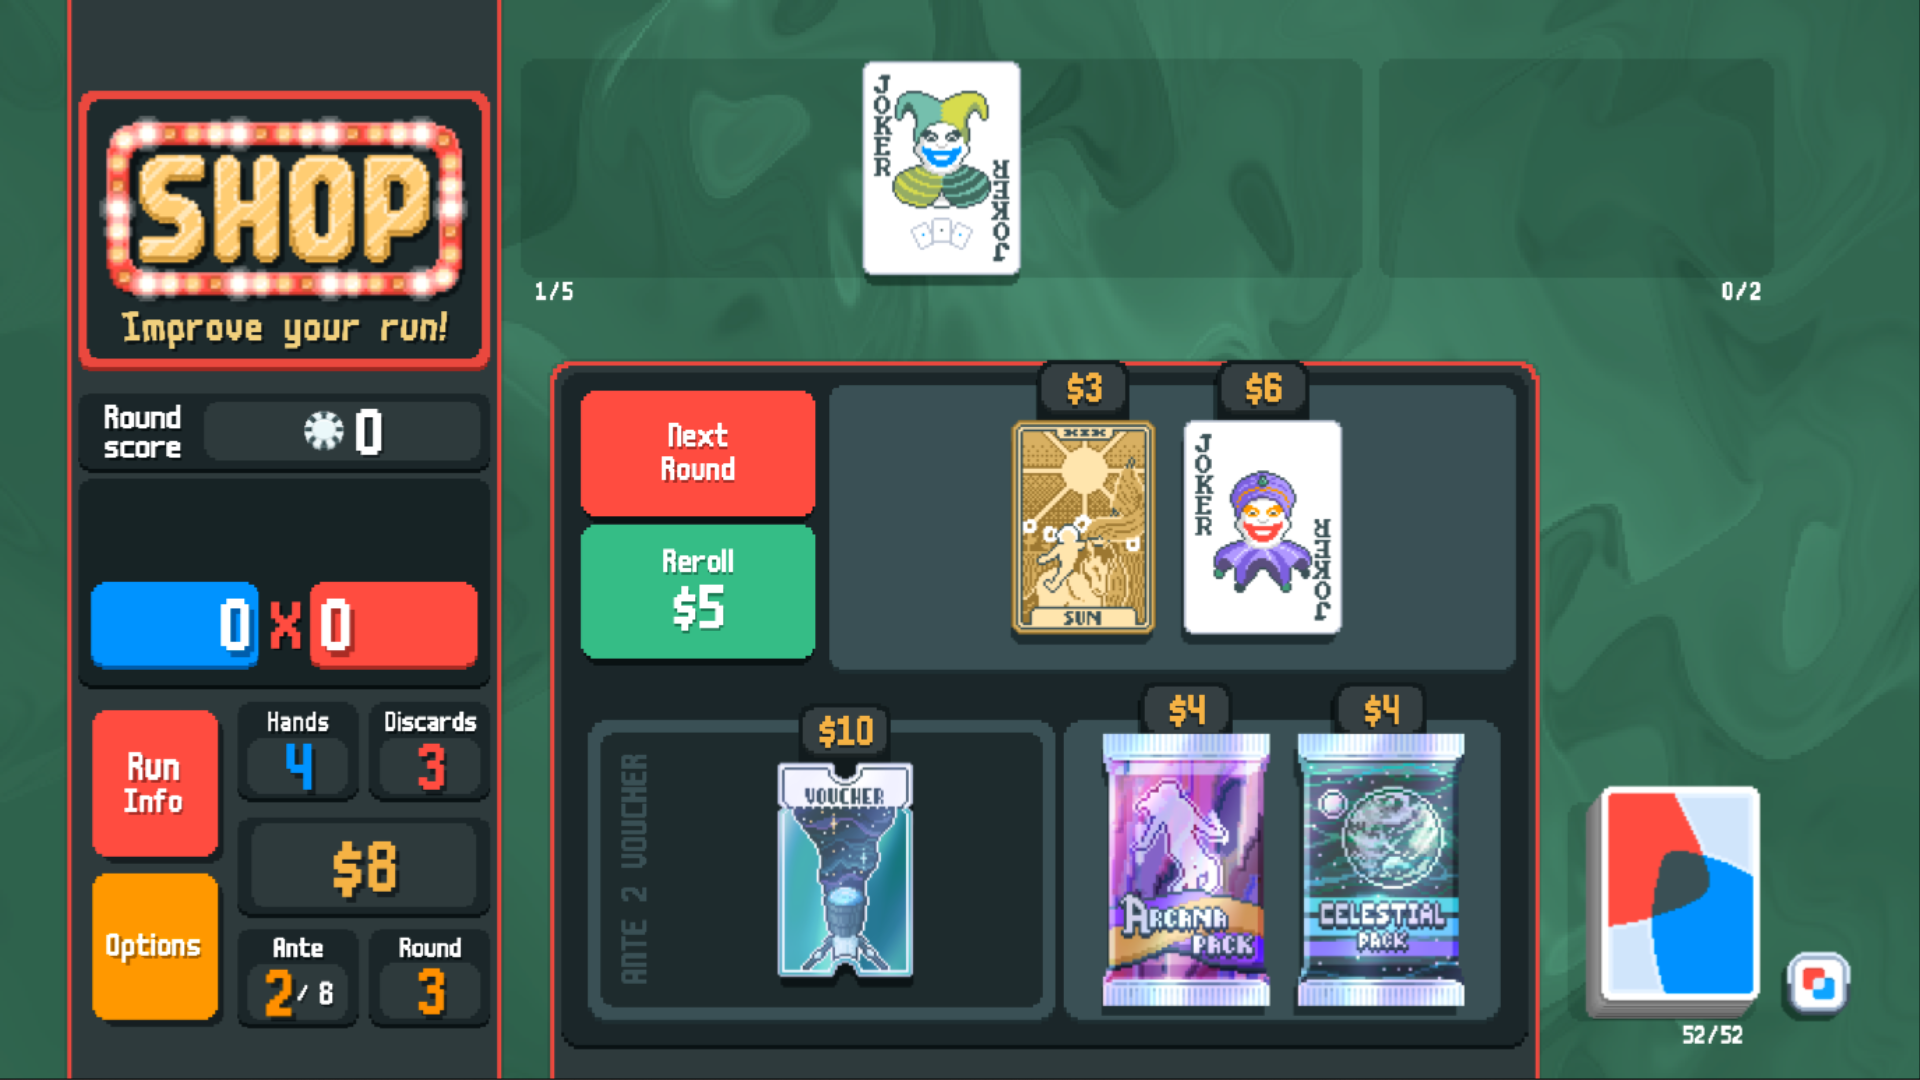 SHOP
Improve your run!
Round
score
0
0 X 0
Run
Info
Hands
4
Discards
3
$8
Options
Ante
2/8
Round
3
JOKER
JOKER
1/5
0/2
Next
Round
Reroll
$5
$3
XIX
SUN
$6
JOKER
JOKER
ANTE 2 VOUCHER
$10
VOUCHER
$4
ARCANA
PACK
$4
CELESTIAL
PACK
52/52